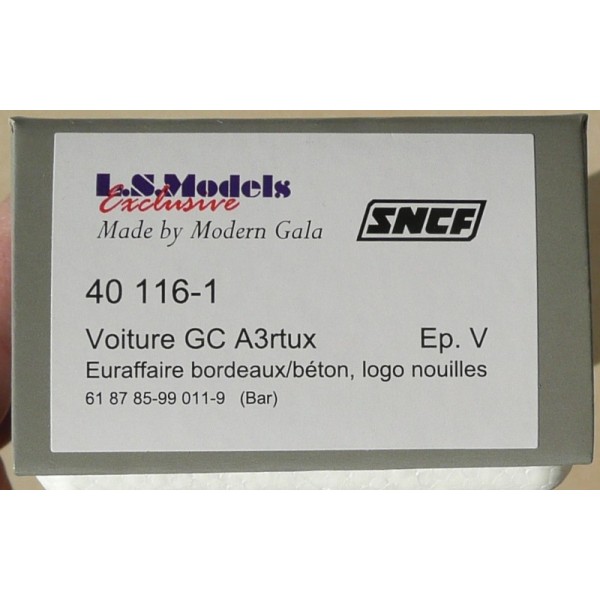 L.S.Models
Exclusive
Made by Modern Gala
SNCF
40 116-1
Voiture GC A3rtux Ep. V
Euraffaire bordeaux/béton, logo nouilles
61 87 85-99 011-9 (Bar)